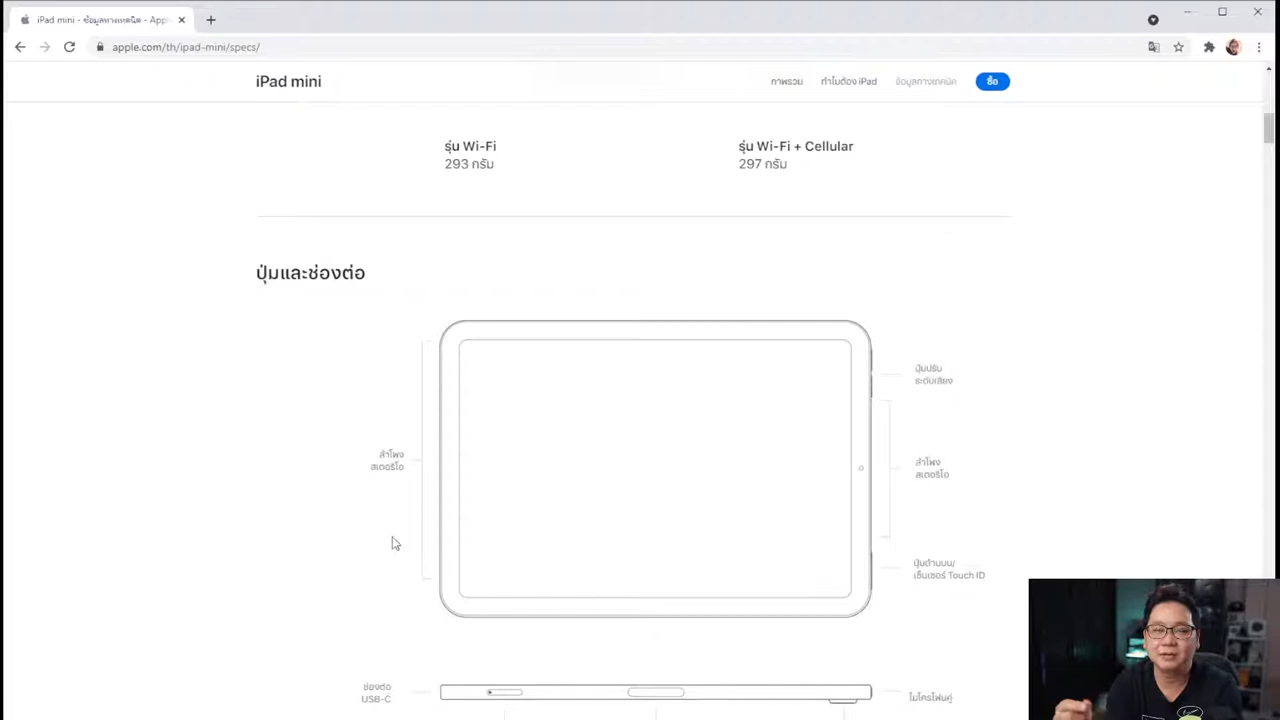 iPad mini - ข้อมูลทางเทคนิค - Appl
apple.com/th/ipad-mini/specs/
iPad mini
ภาพรวม
ทำไมต้อง iPad
ข้อมูลทางเทคนิค
ซื้อ
รุ่น Wi-Fi
293 กรัม
รุ่น Wi-Fi + Cellular
297 กรัม
ปุ่มและช่องต่อ
ลำโพง
สเตอริโอ
ปุ่มปรับ
ระดับเสียง
ลำโพง
สเตอริโอ
ปุ่มด้านบน/
เซ็นเซอร์ Touch ID
ช่องต่อ
USB-C
ไมโครโฟนคู่